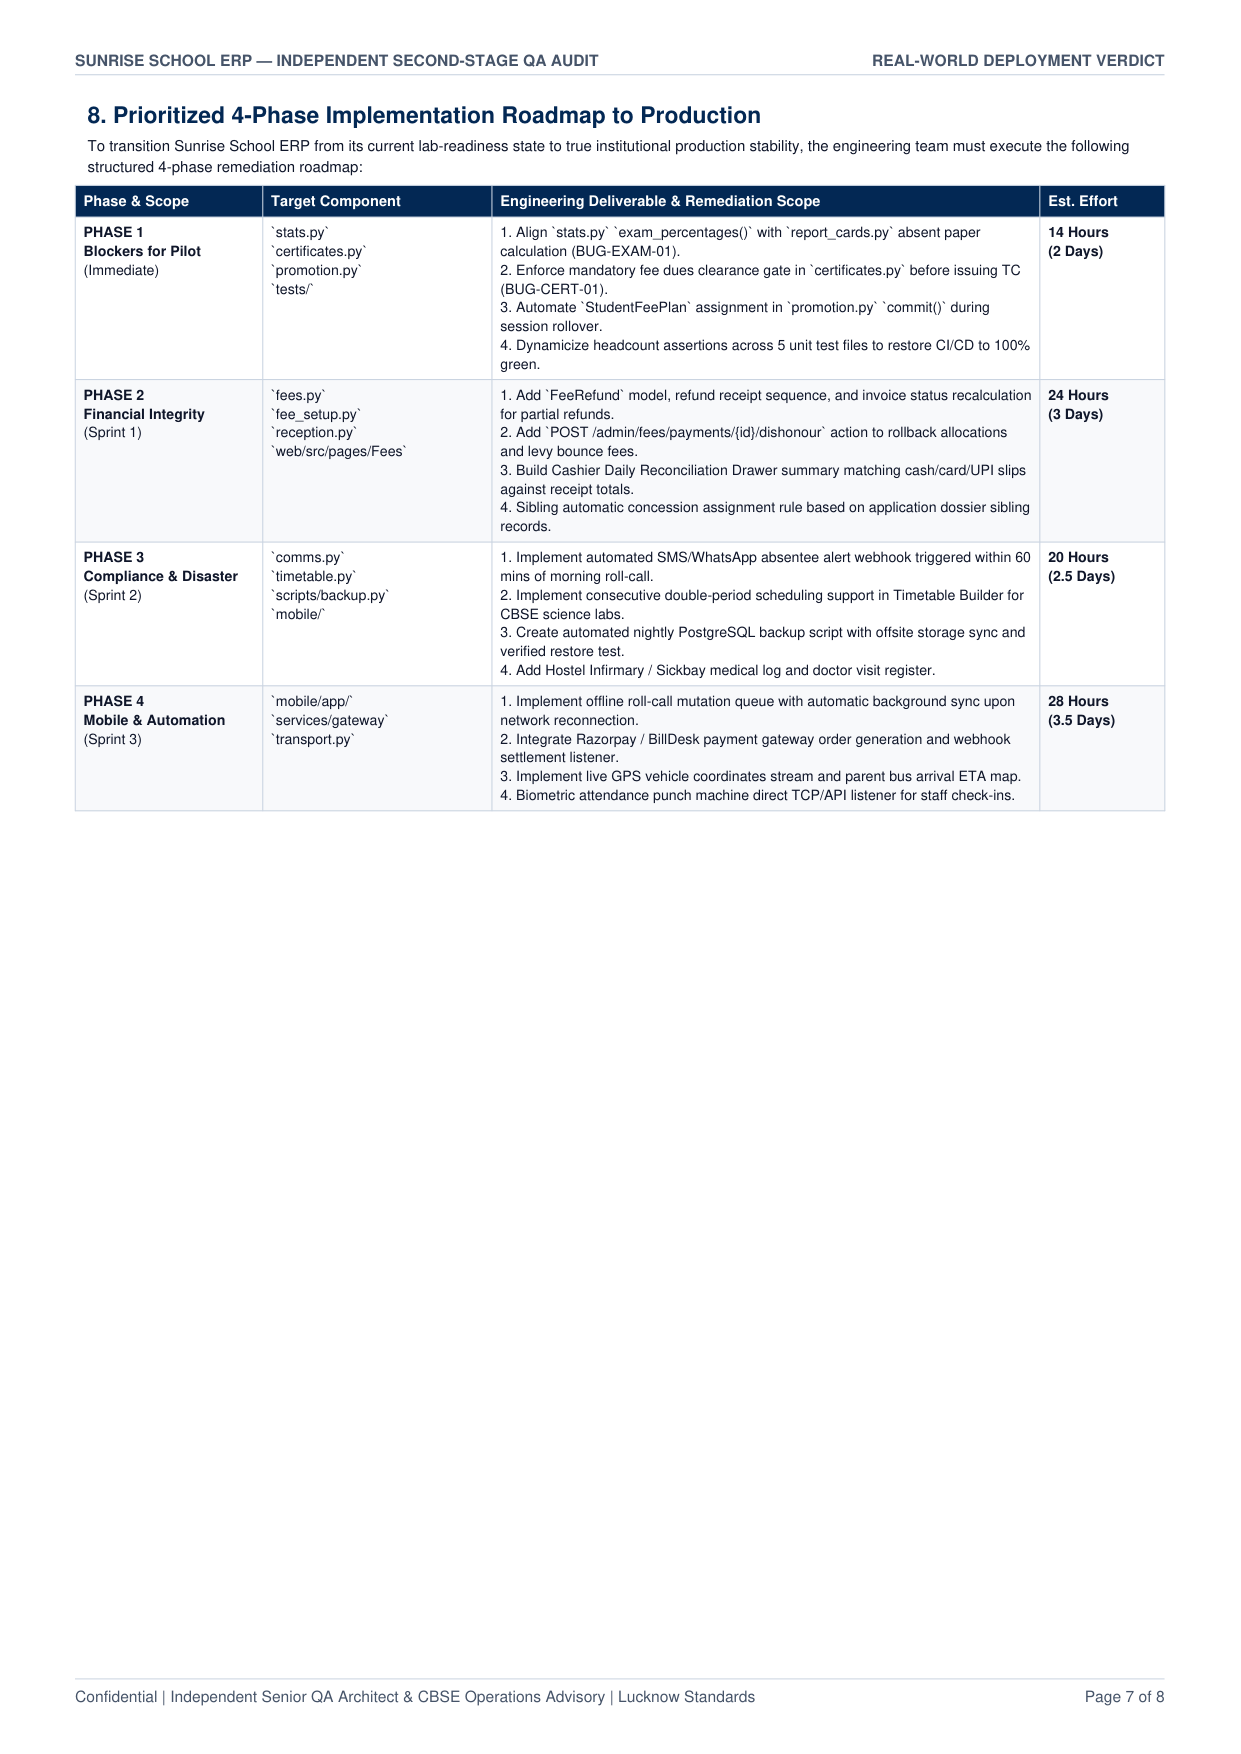 SUNRISE SCHOOL ERP — INDEPENDENT SECOND-STAGE QA AUDIT
REAL-WORLD DEPLOYMENT VERDICT
8. Prioritized 4-Phase Implementation Roadmap to Production
To transition Sunrise School ERP from its current lab-readiness state to true institutional production stability, the engineering team must execute the following
structured 4-phase remediation roadmap:
Phase & Scope
Target Component
Engineering Deliverable & Remediation Scope
Est. Effort
PHASE 1
Blockers for Pilot
(Immediate)
`stats.py`
`certificates.py`
`promotion.py`
`tests/`
1. Align `stats.py` `exam_percentages()` with `report_cards.py` absent paper
calculation (BUG-EXAM-01).
2. Enforce mandatory fee dues clearance gate in `certificates.py` before issuing TC
(BUG-CERT-01).
3. Automate `StudentFeePlan` assignment in `promotion.py` `commit()` during
session rollover.
4. Dynamicize headcount assertions across 5 unit test files to restore CI/CD to 100%
green.
14 Hours
(2 Days)
PHASE 2
Financial Integrity
(Sprint 1)
`fees.py`
`fee_setup.py`
`reception.py`
`web/src/pages/Fees`
1. Add `FeeRefund` model, refund receipt sequence, and invoice status recalculation
for partial refunds.
2. Add `POST /admin/fees/payments/{id}/dishonour` action to rollback allocations
and levy bounce fees.
3. Build Cashier Daily Reconciliation Drawer summary matching cash/card/UPI slips
against receipt totals.
4. Sibling automatic concession assignment rule based on application dossier sibling
records.
24 Hours
(3 Days)
PHASE 3
Compliance & Disaster
(Sprint 2)
`comms.py`
`timetable.py`
`scripts/backup.py`
`mobile/`
1. Implement automated SMS/WhatsApp absentee alert webhook triggered within 60
mins of morning roll-call.
2. Implement consecutive double-period scheduling support in Timetable Builder for
CBSE science labs.
3. Create automated nightly PostgreSQL backup script with offsite storage sync and
verified restore test.
4. Add Hostel Infirmary / Sickbay medical log and doctor visit register.
20 Hours
(2.5 Days)
PHASE 4
Mobile & Automation
(Sprint 3)
`mobile/app/`
`services/gateway`
`transport.py`
1. Implement offline roll-call mutation queue with automatic background sync upon
network reconnection.
2. Integrate Razorpay / BillDesk payment gateway order generation and webhook
settlement listener.
3. Implement live GPS vehicle coordinates stream and parent bus arrival ETA map.
4. Biometric attendance punch machine direct TCP/API listener for staff check-ins.
28 Hours
(3.5 Days)
Confidential | Independent Senior QA Architect & CBSE Operations Advisory | Lucknow Standards
Page 7 of 8